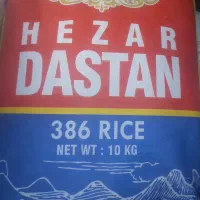 HEZAR
DASTAN
386 RICE
NET WT : 10 KG